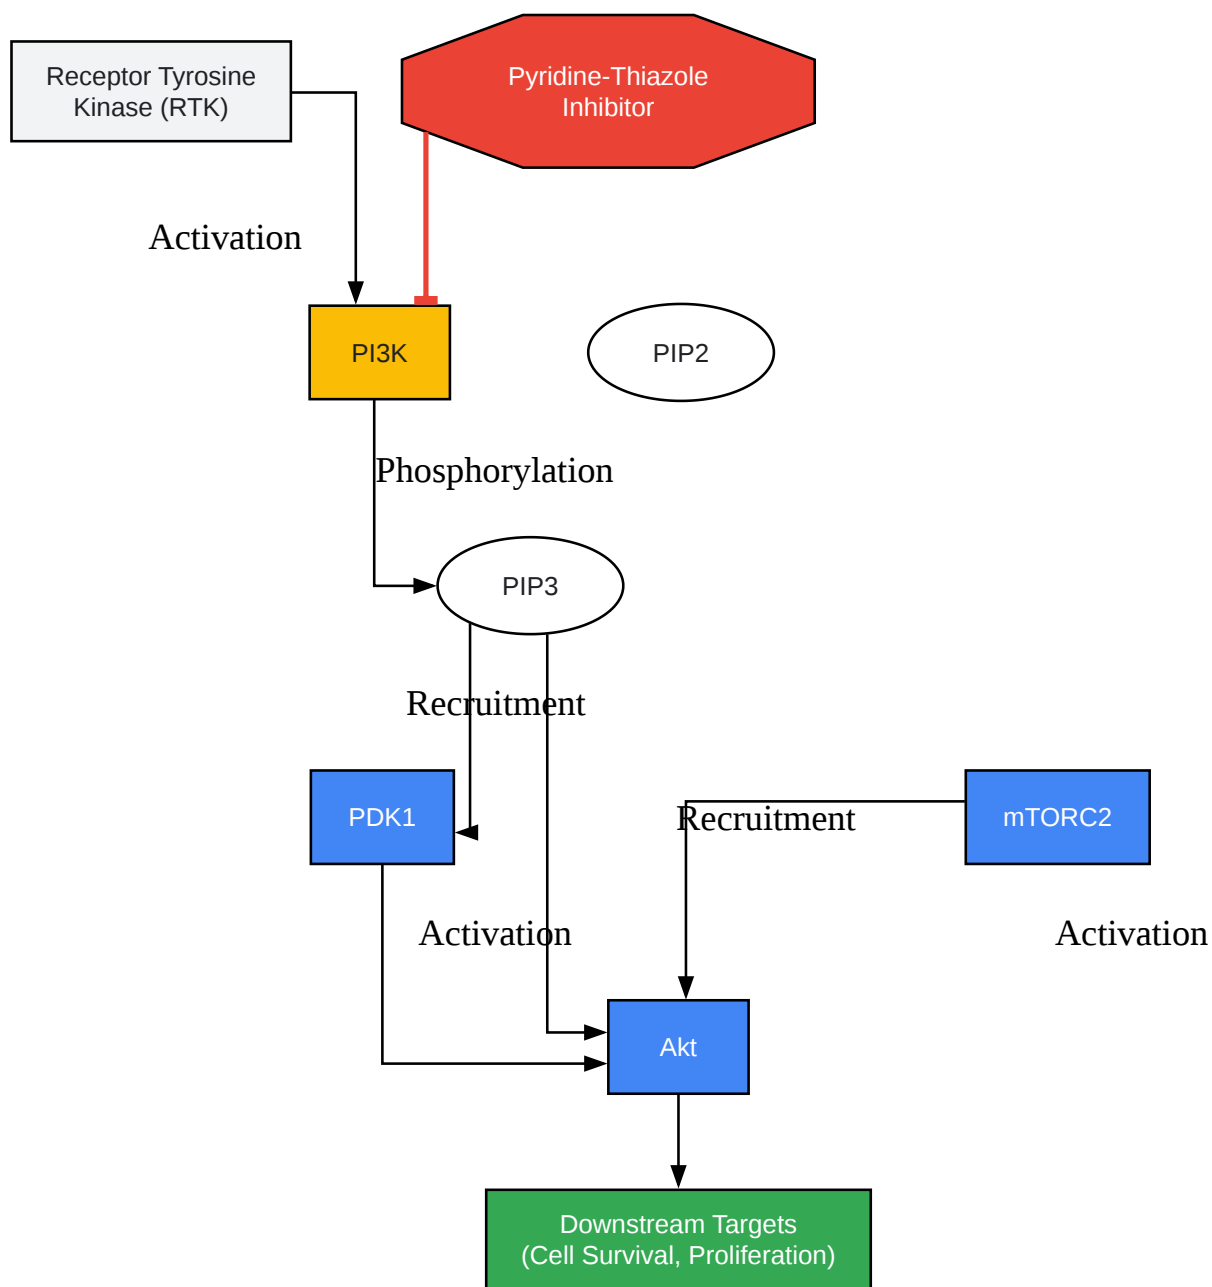 Receptor Tyrosine
Kinase (RTK)
Pyridine-Thiazole
Inhibitor
Activation
PI3K
PIP2
Phosphorylation
PIP3
Recruitment
PDK1
Recruitment
mTORC2
Activation
Activation
Akt
Downstream Targets
(Cell Survival, Proliferation)